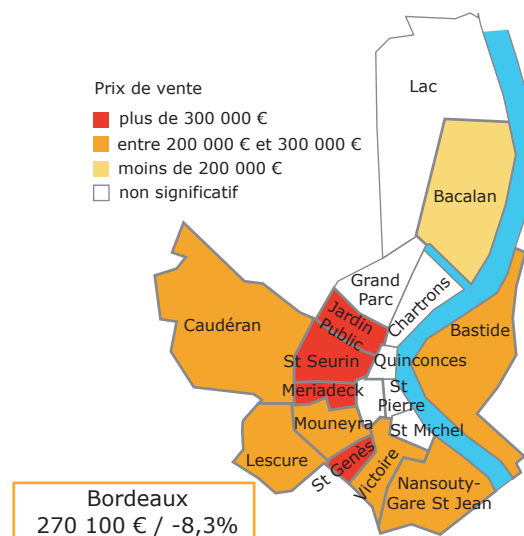 Prix de vente
plus de 300 000 €
entre 200 000 € et 300 000 €
moins de 200 000 €
non significatif
Lac
Bacalan
Grand
Parc
Chartrons
Jardin
Public
Caudéran
Bastide
St Seurin
Quinconces
Meriadeck
St
Pierre
Mouneyra
St Michel
Lescure
St Genès
Victoire
Nansouty-
Gare St Jean
Bordeaux
270 100 € / -8,3%